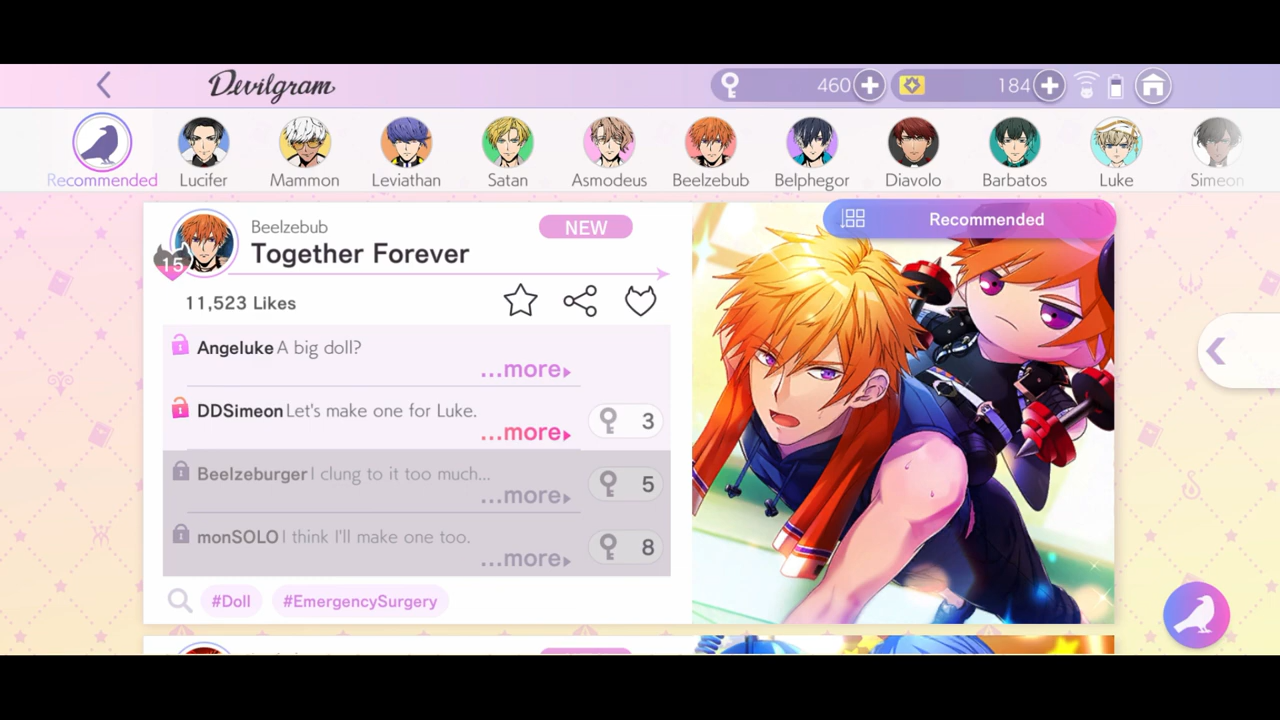 Devilgram
460
184
Recommended
Lucifer
Mammon
Leviathan
Satan
Asmodeus
Beelzebub
Belphegor
Diavolo
Barbatos
Luke
Simeon
Beelzebub
NEW
Recommended
Together Forever
15
11,523 Likes
Angeluke A big doll?
...more
DDSimeon Let's make one for Luke.
...more
3
Beelzeburger I clung to it too much...
...more
5
monSOLO I think I'll make one too.
...more
8
#Doll #EmergencySurgery